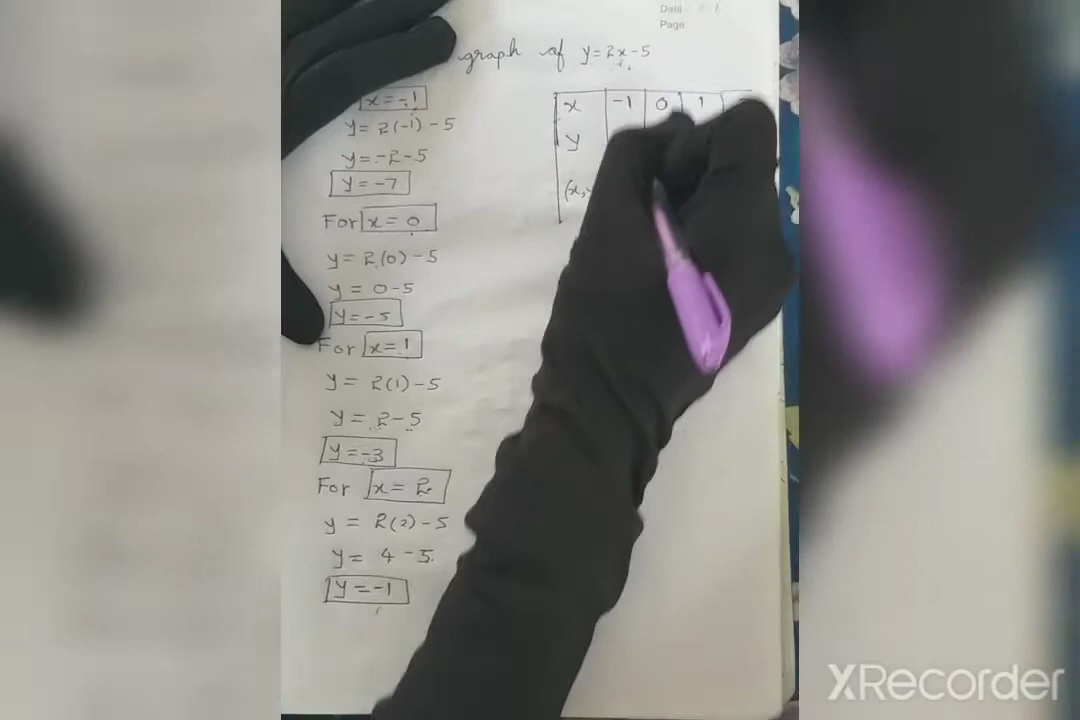 Date
Page
graph of y=2x-5
x=-1
y=2(-1)-5
y=-2-5
y=-7
For x=0
y=2(0)-5
y=0-5
y=-5
For x=1
y=2(1)-5
y=2-5
y=-3
For x=2
y=2(2)-5
y=4-5
y=-1
x -1 0 1
y
(x,
XRecorder